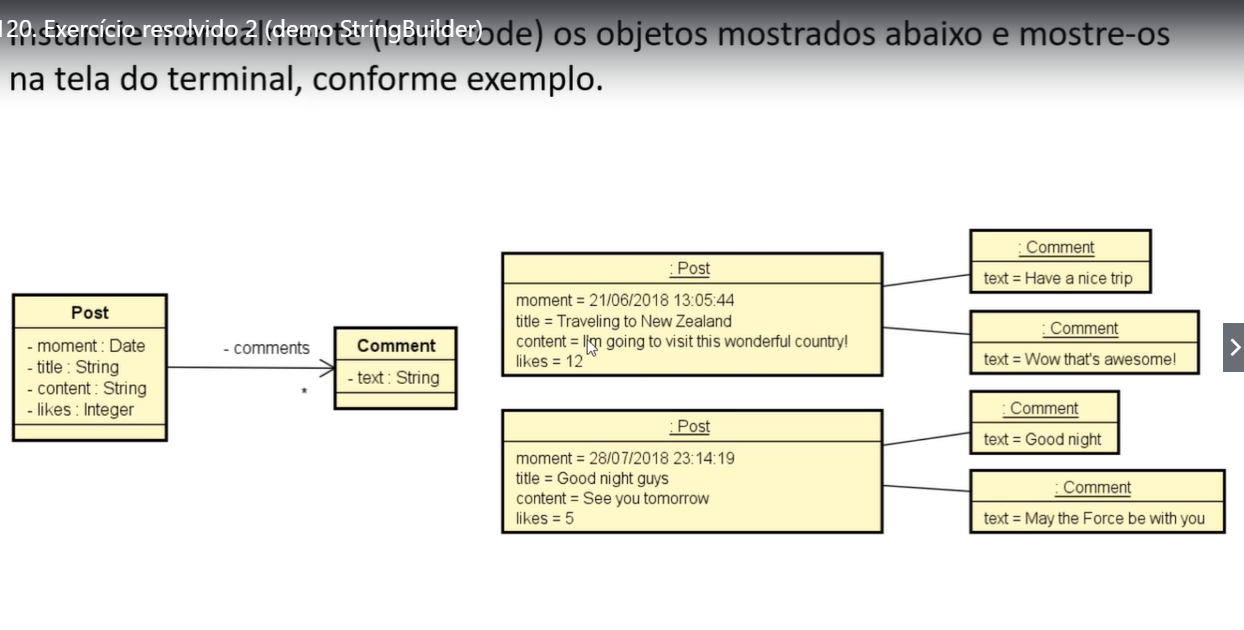 120. Exercício resolvido 2 (demo StringBuilder)
Instancie manualmente (hard code) os objetos mostrados abaixo e mostre-os
na tela do terminal, conforme exemplo.
Post
- moment : Date
- title : String
- content : String
- likes : Integer
- comments
*
Comment
- text : String
: Post
moment = 21/06/2018 13:05:44
title = Traveling to New Zealand
content = I'm going to visit this wonderful country!
likes = 12
: Comment
text = Have a nice trip
: Comment
text = Wow that's awesome!
: Post
moment = 28/07/2018 23:14:19
title = Good night guys
content = See you tomorrow
likes = 5
: Comment
text = Good night
: Comment
text = May the Force be with you